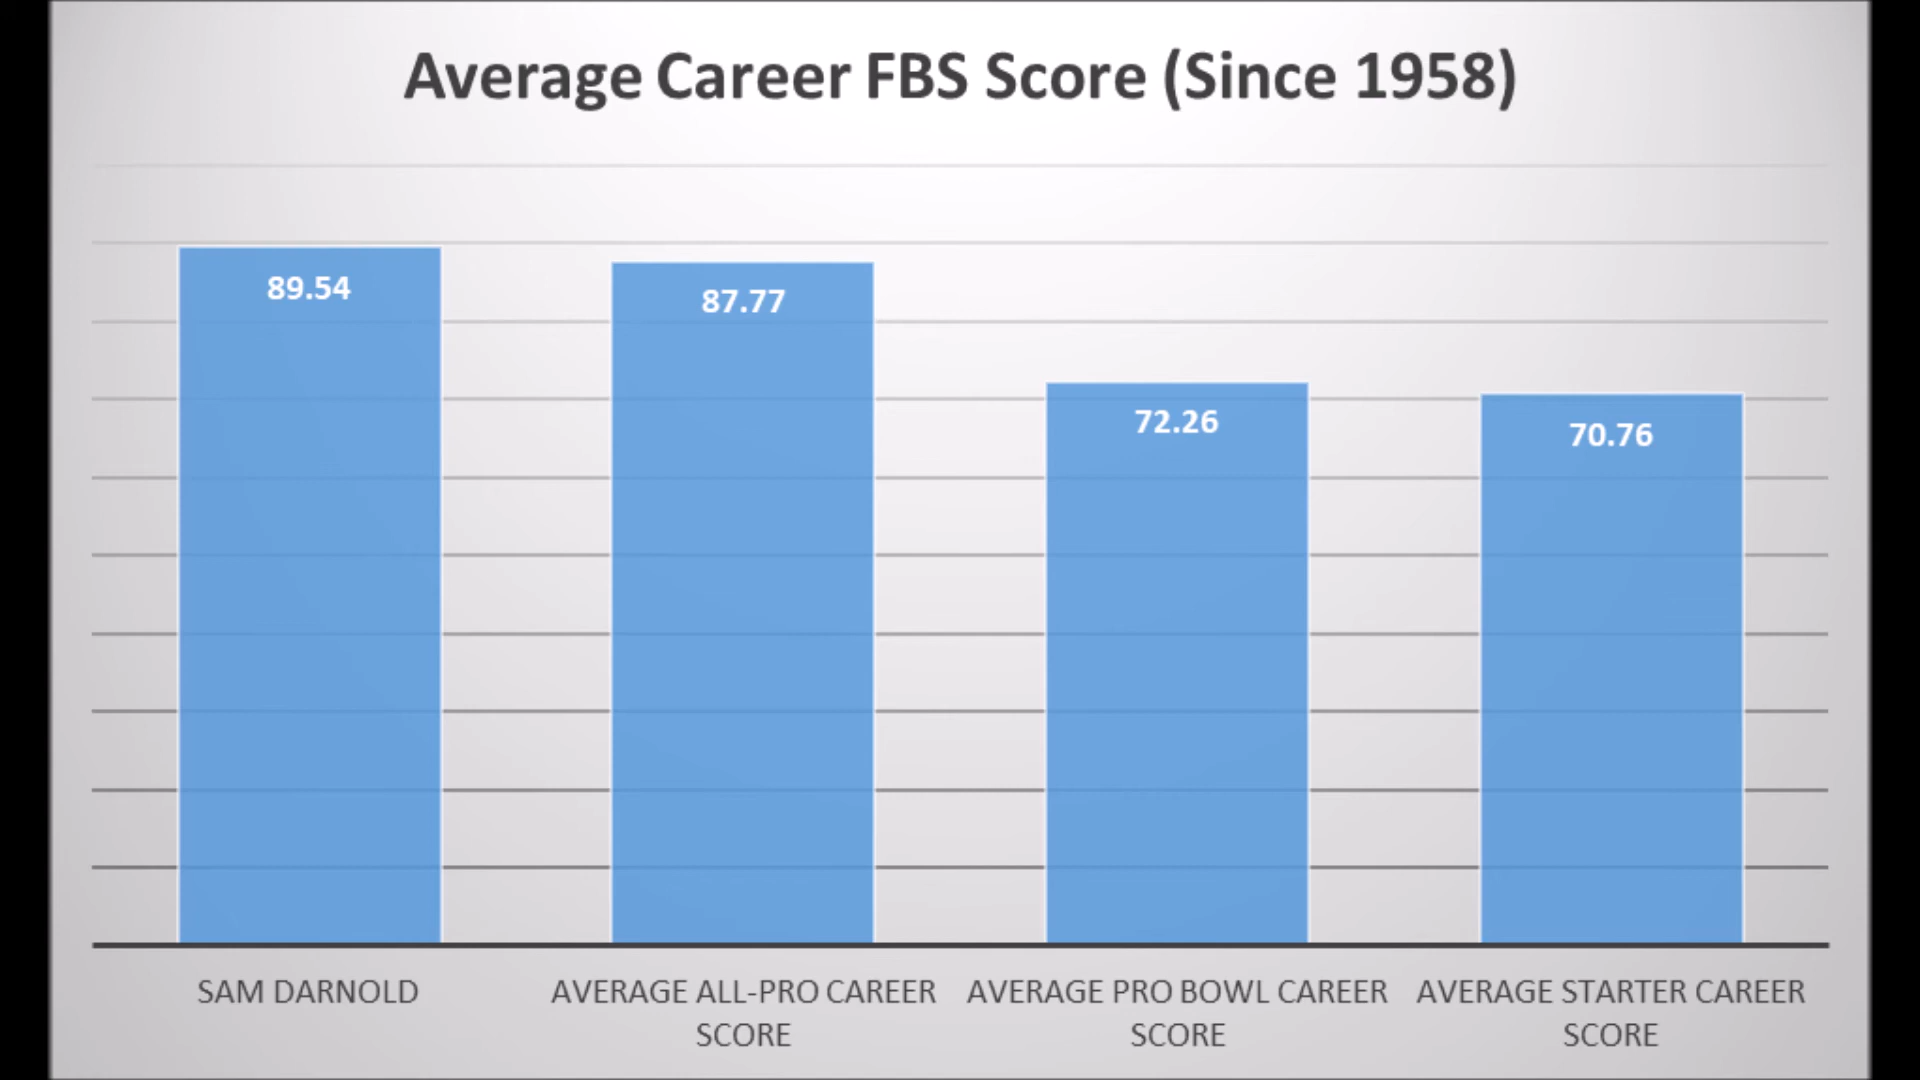 Average Career FBS Score (Since 1958)
89.54
87.77
72.26
70.76
SAM DARNOLD
AVERAGE ALL-PRO CAREER
SCORE
AVERAGE PRO BOWL CAREER
SCORE
AVERAGE STARTER CAREER
SCORE